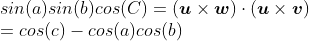 sin(a)sin(b)cos(C) = (u × w) · (u × v)
= cos(c) − cos(a)cos(b)